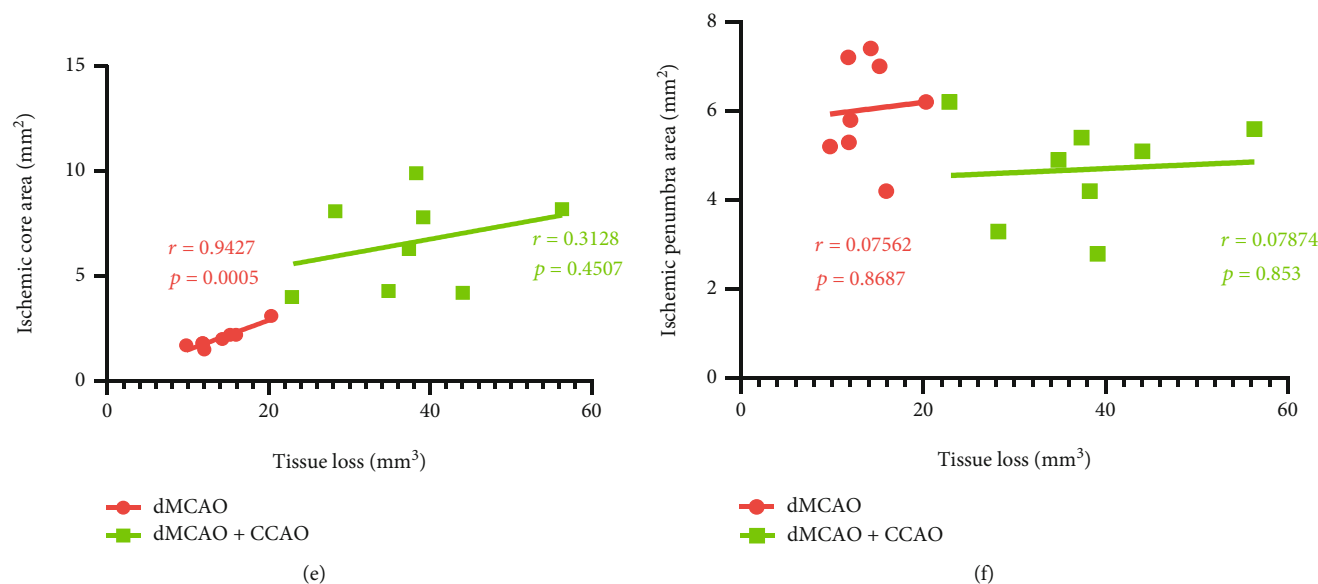 15
10
5
0
Ischemic core area (mm²)
r = 0.9427
p = 0.0005
r = 0.3128
p = 0.4507
0 20 40 60
Tissue loss (mm³)
dMCAO
dMCAO + CCAO
(e)
8
6
4
2
0
Ischemic penumbra area (mm²)
r = 0.07562
p = 0.8687
r = 0.07874
p = 0.853
0 20 40 60
Tissue loss (mm³)
dMCAO
dMCAO + CCAO
(f)